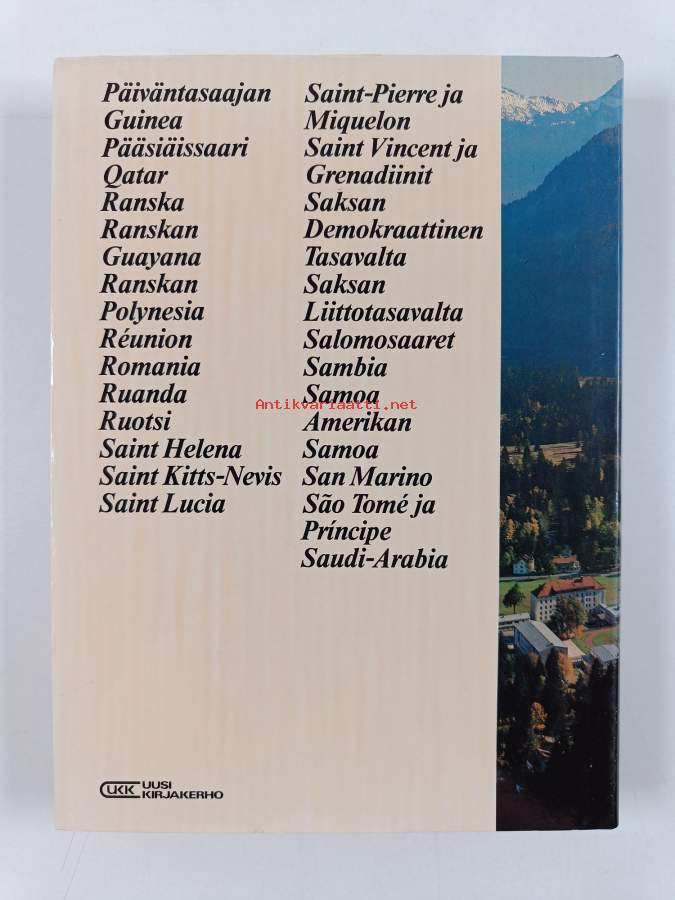 Päiväntasaajan
Guinea
Pääsiäissaari
Qatar
Ranska
Ranskan
Guayana
Ranskan
Polynesia
Réunion
Romania
Ruanda
Ruotsi
Saint Helena
Saint Kitts-Nevis
Saint Lucia
Saint-Pierre ja
Miquelon
Saint Vincent ja
Grenadiinit
Saksan
Demokraattinen
Tasavalta
Saksan
Liittotasavalta
Salomosaaret
Sambia
Samoa
Amerikan
Samoa
San Marino
São Tomé ja
Príncipe
Saudi-Arabia
Antikvariaatti.net
UKK UUSI
KIRJAKERHO